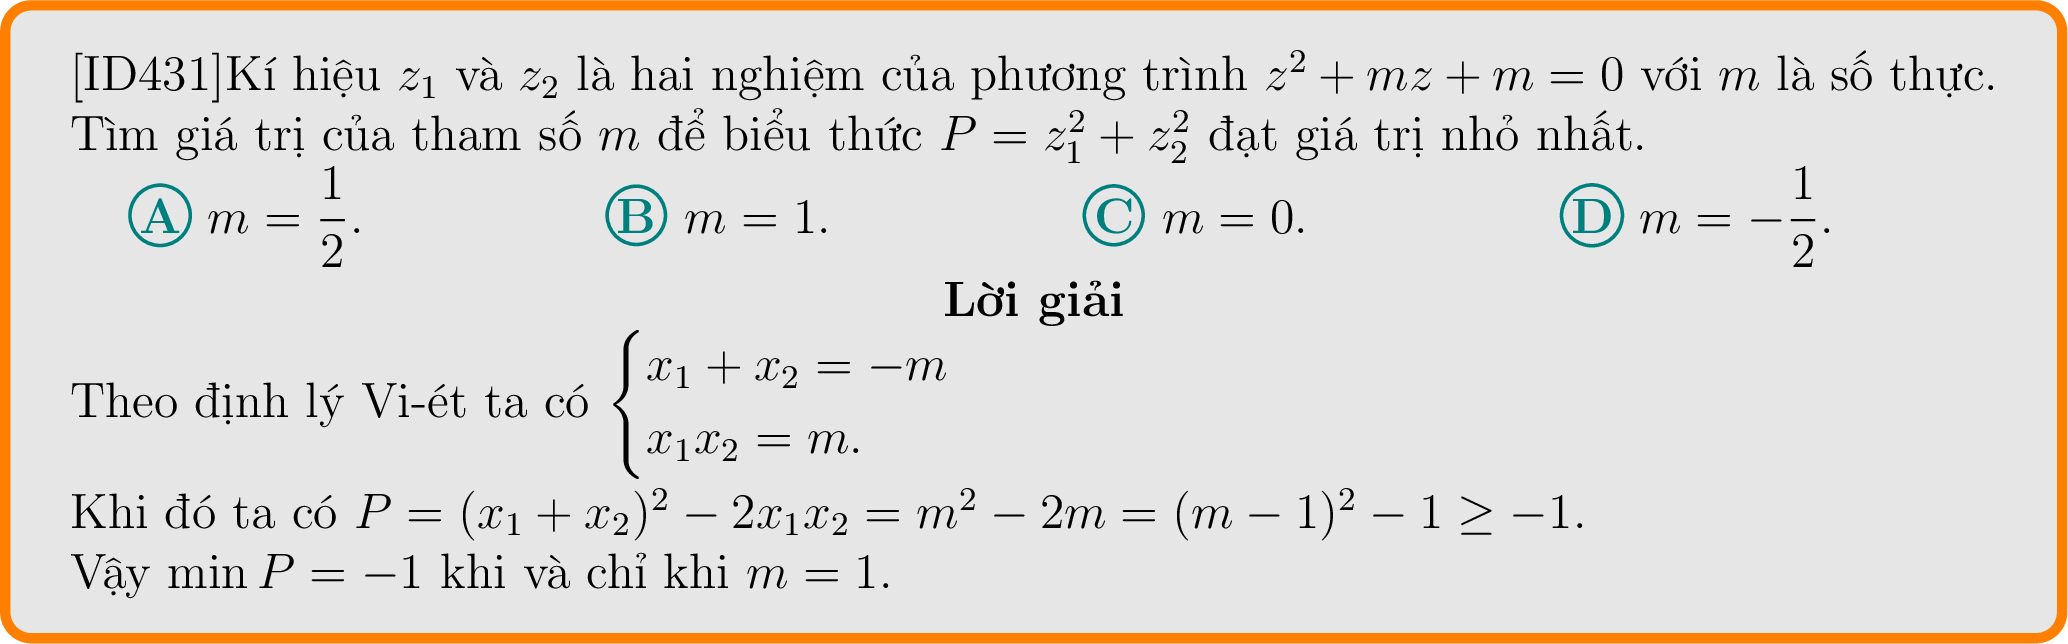 [ID431]Kí hiệu $z_1$ và $z_2$ là hai nghiệm của phương trình $z^2 + mz + m = 0$ với $m$ là số thực.
Tìm giá trị của tham số $m$ để biểu thức $P = z_1^2 + z_2^2$ đạt giá trị nhỏ nhất.
A $m = \dfrac{1}{2}$. B $m = 1$. C $m = 0$. D $m = -\dfrac{1}{2}$.
Lời giải
Theo định lý Vi-ét ta có $\begin{cases} x_1 + x_2 = -m \\ x_1x_2 = m. \end{cases}$
Khi đó ta có $P = (x_1 + x_2)^2 - 2x_1x_2 = m^2 - 2m = (m - 1)^2 - 1 \geq -1$.
Vậy $\min P = -1$ khi và chỉ khi $m = 1$.